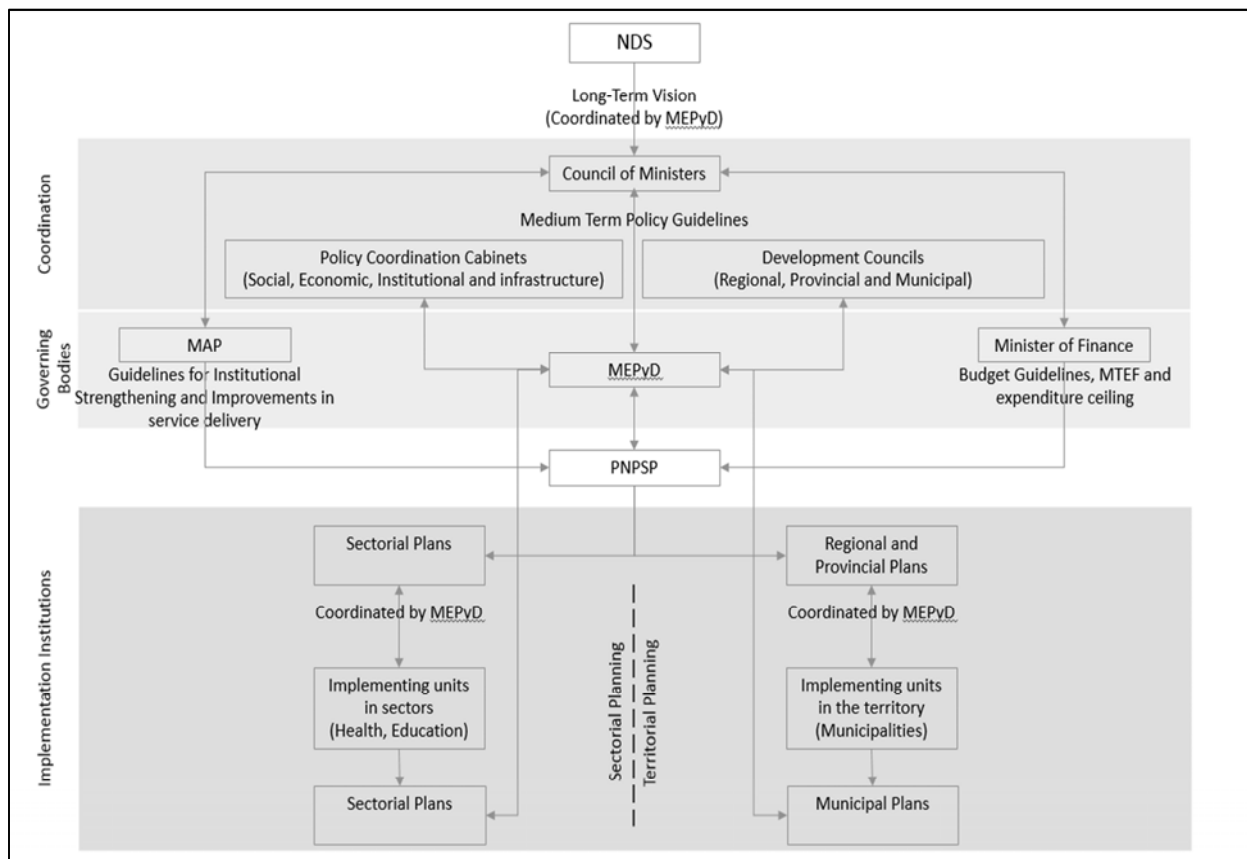 NDS
Long-Term Vision
(Coordinated by MEPyD)
Coordination
Council of Ministers
Medium Term Policy Guidelines
Policy Coordination Cabinets
(Social, Economic, Institutional and infrastructure)
Development Councils
(Regional, Provincial and Municipal)
Governing
Bodies
MAP
Guidelines for Institutional
Strengthening and Improvements in
service delivery
MEPyD
Minister of Finance
Budget Guidelines, MTEF and
expenditure ceiling
PNPSP
Implementation Institutions
Sectorial Plans
Coordinated by MEPyD
Implementing units
in sectors
(Health, Education)
Sectorial Plans
Sectorial Planning
Territorial Planning
Regional and
Provincial Plans
Coordinated by MEPyD
Implementing units
in the territory
(Municipalities)
Municipal Plans